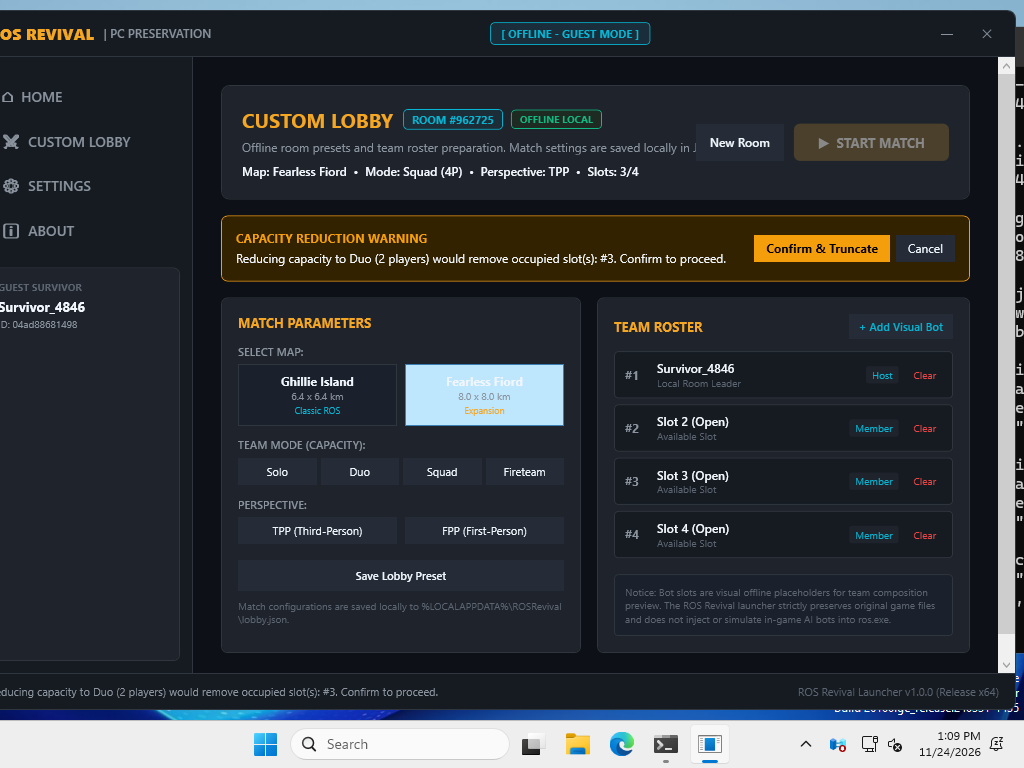 OS REVIVAL | PC PRESERVATION
[ OFFLINE - GUEST MODE ]
HOME
CUSTOM LOBBY
SETTINGS
ABOUT
GUEST SURVIVOR
Survivor_4846
D: 04ad88681498
CUSTOM LOBBY ROOM #962725 OFFLINE LOCAL
Offline room presets and team roster preparation. Match settings are saved locally in
Map: Fearless Fiord • Mode: Squad (4P) • Perspective: TPP • Slots: 3/4
New Room
START MATCH
CAPACITY REDUCTION WARNING
Reducing capacity to Duo (2 players) would remove occupied slot(s): #3. Confirm to proceed.
Confirm & Truncate
Cancel
MATCH PARAMETERS
SELECT MAP:
Ghillie Island
6.4 x 6.4 km
Classic ROS
Fearless Fiord
8.0 x 8.0 km
Expansion
TEAM MODE (CAPACITY):
Solo
Duo
Squad
Fireteam
PERSPECTIVE:
TPP (Third-Person)
FPP (First-Person)
Save Lobby Preset
Match configurations are saved locally to %LOCALAPPDATA%\ROSRevival
\lobby.json.
TEAM ROSTER
+ Add Visual Bot
#1
Survivor_4846
Local Room Leader
Host
Clear
#2
Slot 2 (Open)
Available Slot
Member
Clear
#3
Slot 3 (Open)
Available Slot
Member
Clear
#4
Slot 4 (Open)
Available Slot
Member
Clear
Notice: Bot slots are visual offline placeholders for team composition
preview. The ROS Revival launcher strictly preserves original game files
and does not inject or simulate in-game AI bots into ros.exe.
educing capacity to Duo (2 players) would remove occupied slot(s): #3. Confirm to proceed.
ROS Revival Launcher v1.0.0 (Release x64)
Search
1:09 PM
11/24/2026